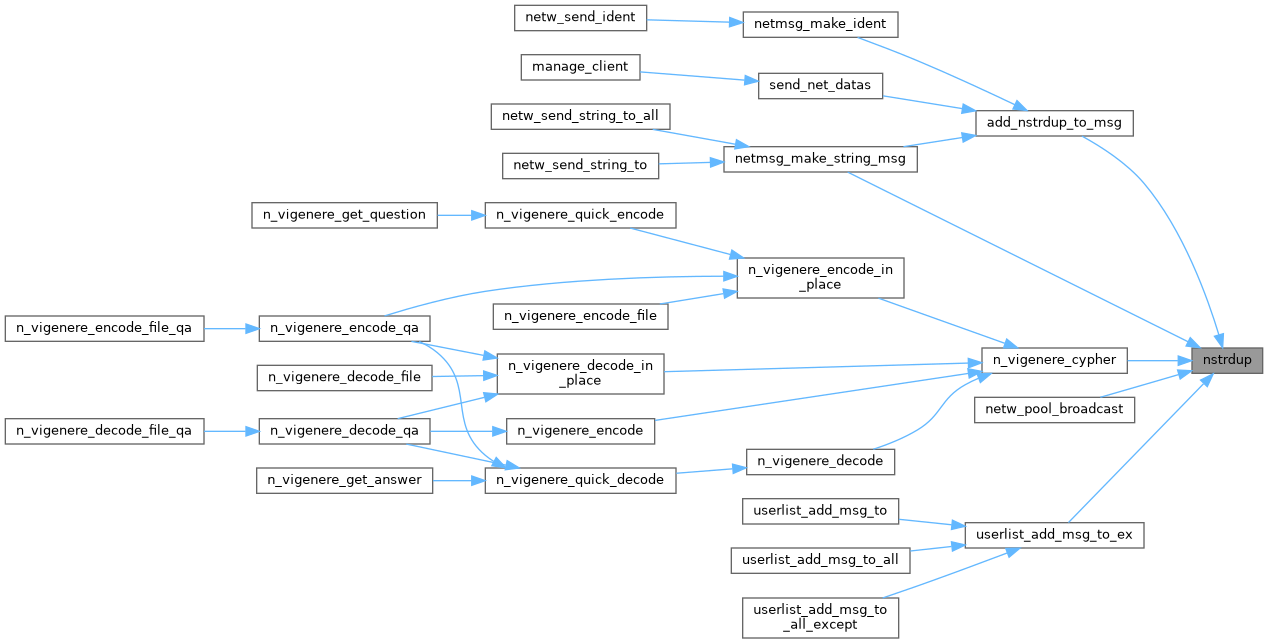 netw_send_ident
netmsg_make_ident
manage_client
send_net_datas
netw_send_string_to_all
add_nstrdup_to_msg
netw_send_string_to
netmsg_make_string_msg
n_vigenere_get_question
n_vigenere_quick_encode
n_vigenere_encode_in
_place
n_vigenere_encode_file
n_vigenere_encode_file_qa
n_vigenere_encode_qa
n_vigenere_cypher
nstrdup
n_vigenere_decode_in
_place
n_vigenere_decode_file
netw_pool_broadcast
n_vigenere_decode_file_qa
n_vigenere_decode_qa
n_vigenere_encode
n_vigenere_decode
n_vigenere_get_answer
n_vigenere_quick_decode
userlist_add_msg_to
userlist_add_msg_to_ex
userlist_add_msg_to_all
userlist_add_msg_to
_all_except